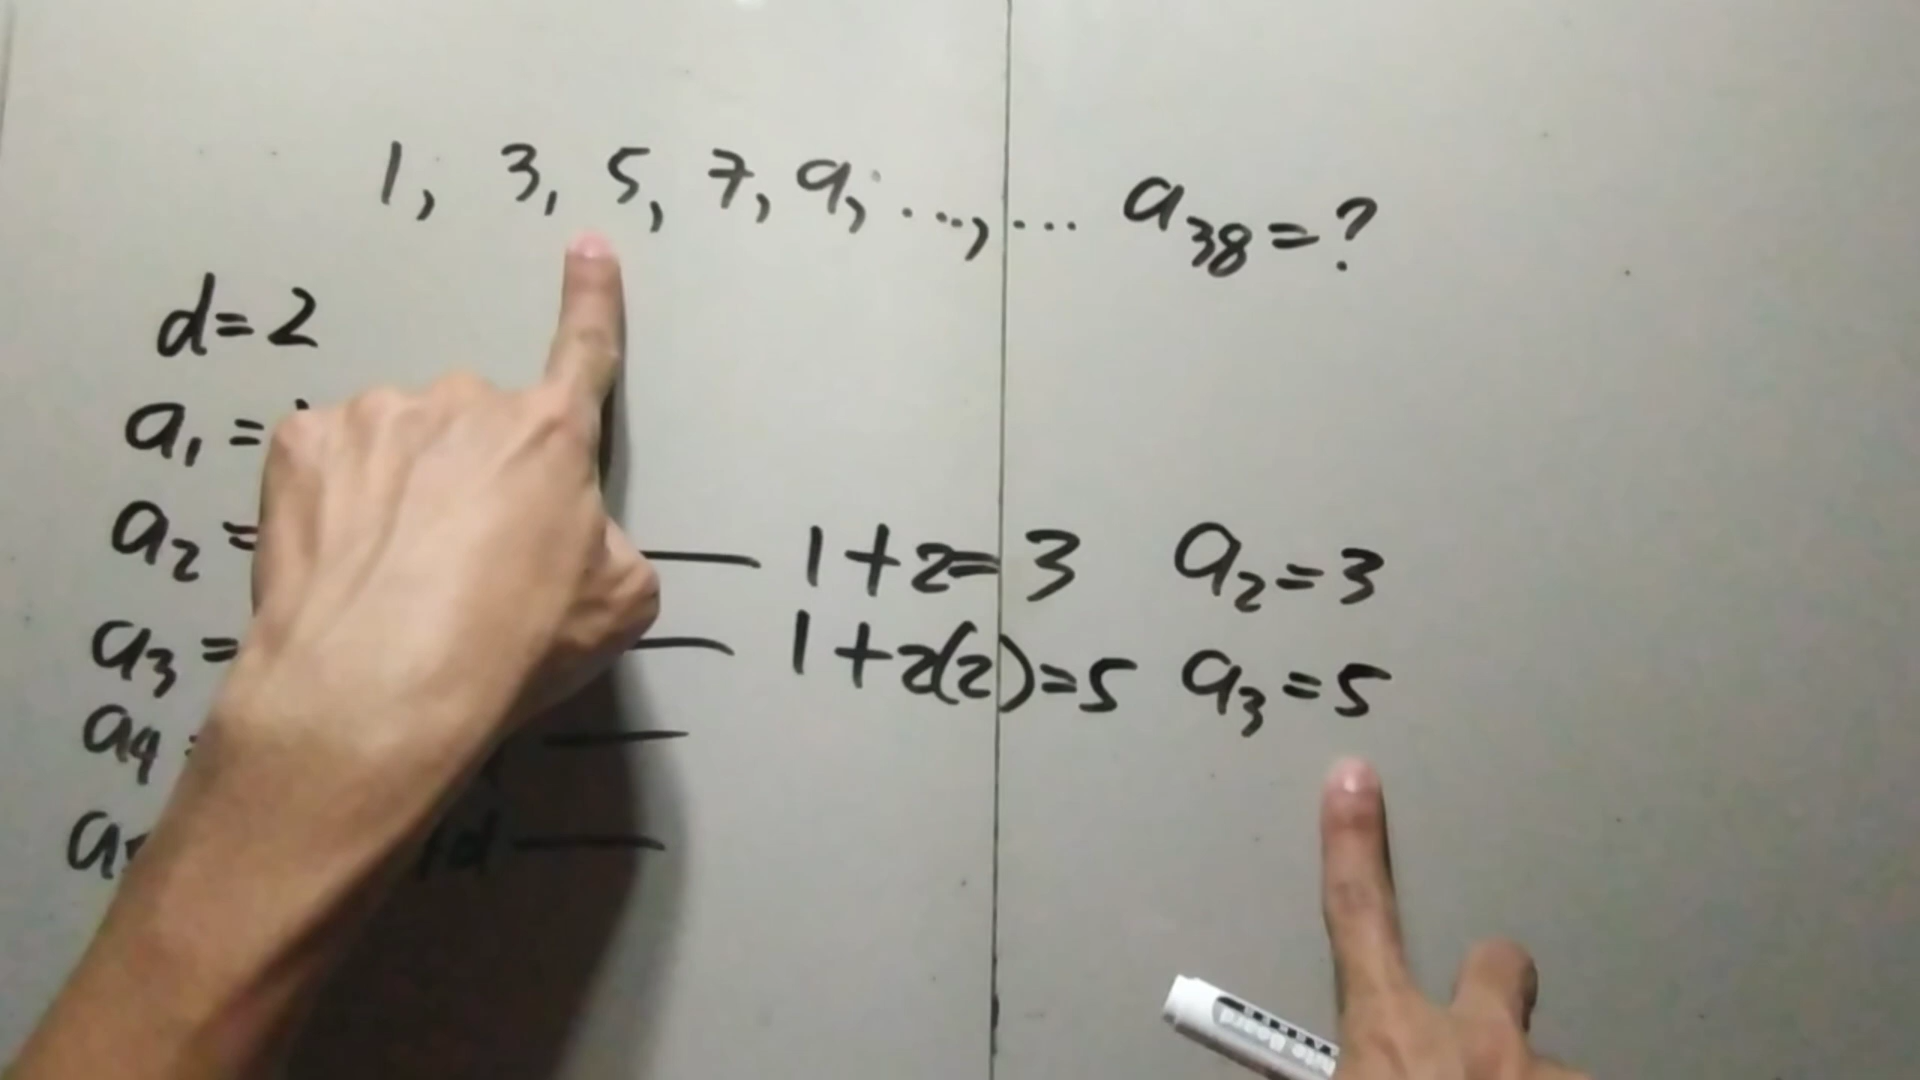 1, 3, 5, 7, 9, ..., ... a₃₈ = ?
d = 2
a₁ =
a₂ = — 1 + 2 = 3 a₂ = 3
a₃ = — 1 + 2(2) = 5 a₃ = 5
a₄ = —
a d —